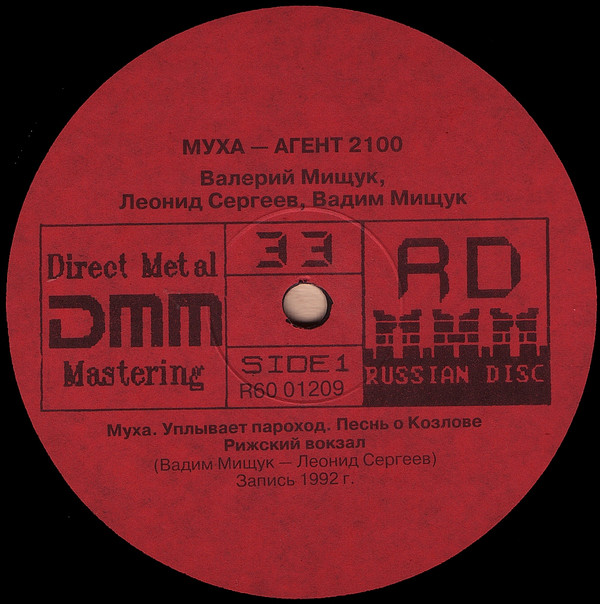 МУХА — АГЕНТ 2100
Валерий Мищук,
Леонид Сергеев, Вадим Мищук
Direct Metal
DMM
Mastering
33
SIDE 1
R60 01209
RD
RUSSIAN DISC
Муха. Уплывает пароход. Песнь о Козлове
Рижский вокзал
(Вадим Мищук — Леонид Сергеев)
Запись 1992 г.